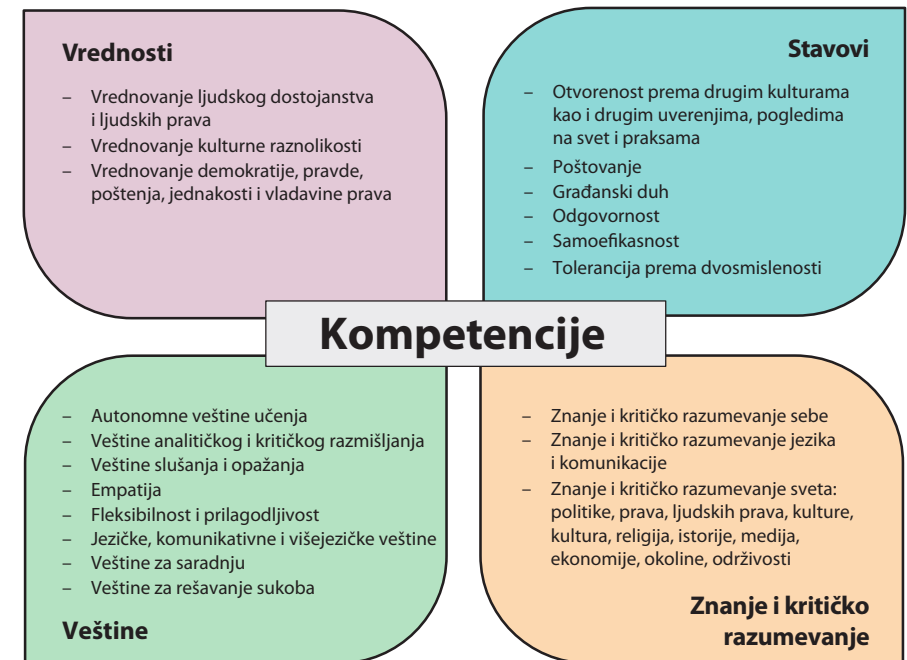 Vrednosti
– Vrednovanje ljudskog dostojanstva
i ljudskih prava
– Vrednovanje kulturne raznolikosti
– Vrednovanje demokratije, pravde,
poštenja, jednakosti i vladavine prava
Stavovi
– Otvorenost prema drugim kulturama
kao i drugim uverenjima, pogledima
na svet i praksama
– Poštovanje
– Građanski duh
– Odgovornost
– Samoefikasnost
– Tolerancija prema dvosmislenosti
Kompetencije
– Autonomne veštine učenja
– Veštine analitičkog i kritičkog razmišljanja
– Veštine slušanja i opažanja
– Empatija
– Fleksibilnost i prilagodljivost
– Jezičke, komunikativne i višejezičke veštine
– Veštine za saradnju
– Veštine za rešavanje sukoba
Veštine
– Znanje i kritičko razumevanje sebe
– Znanje i kritičko razumevanje jezika
i komunikacije
– Znanje i kritičko razumevanje sveta:
politike, prava, ljudskih prava, kulture,
kultura, religija, istorije, medija,
ekonomije, okoline, održivosti
Znanje i kritičko
razumevanje